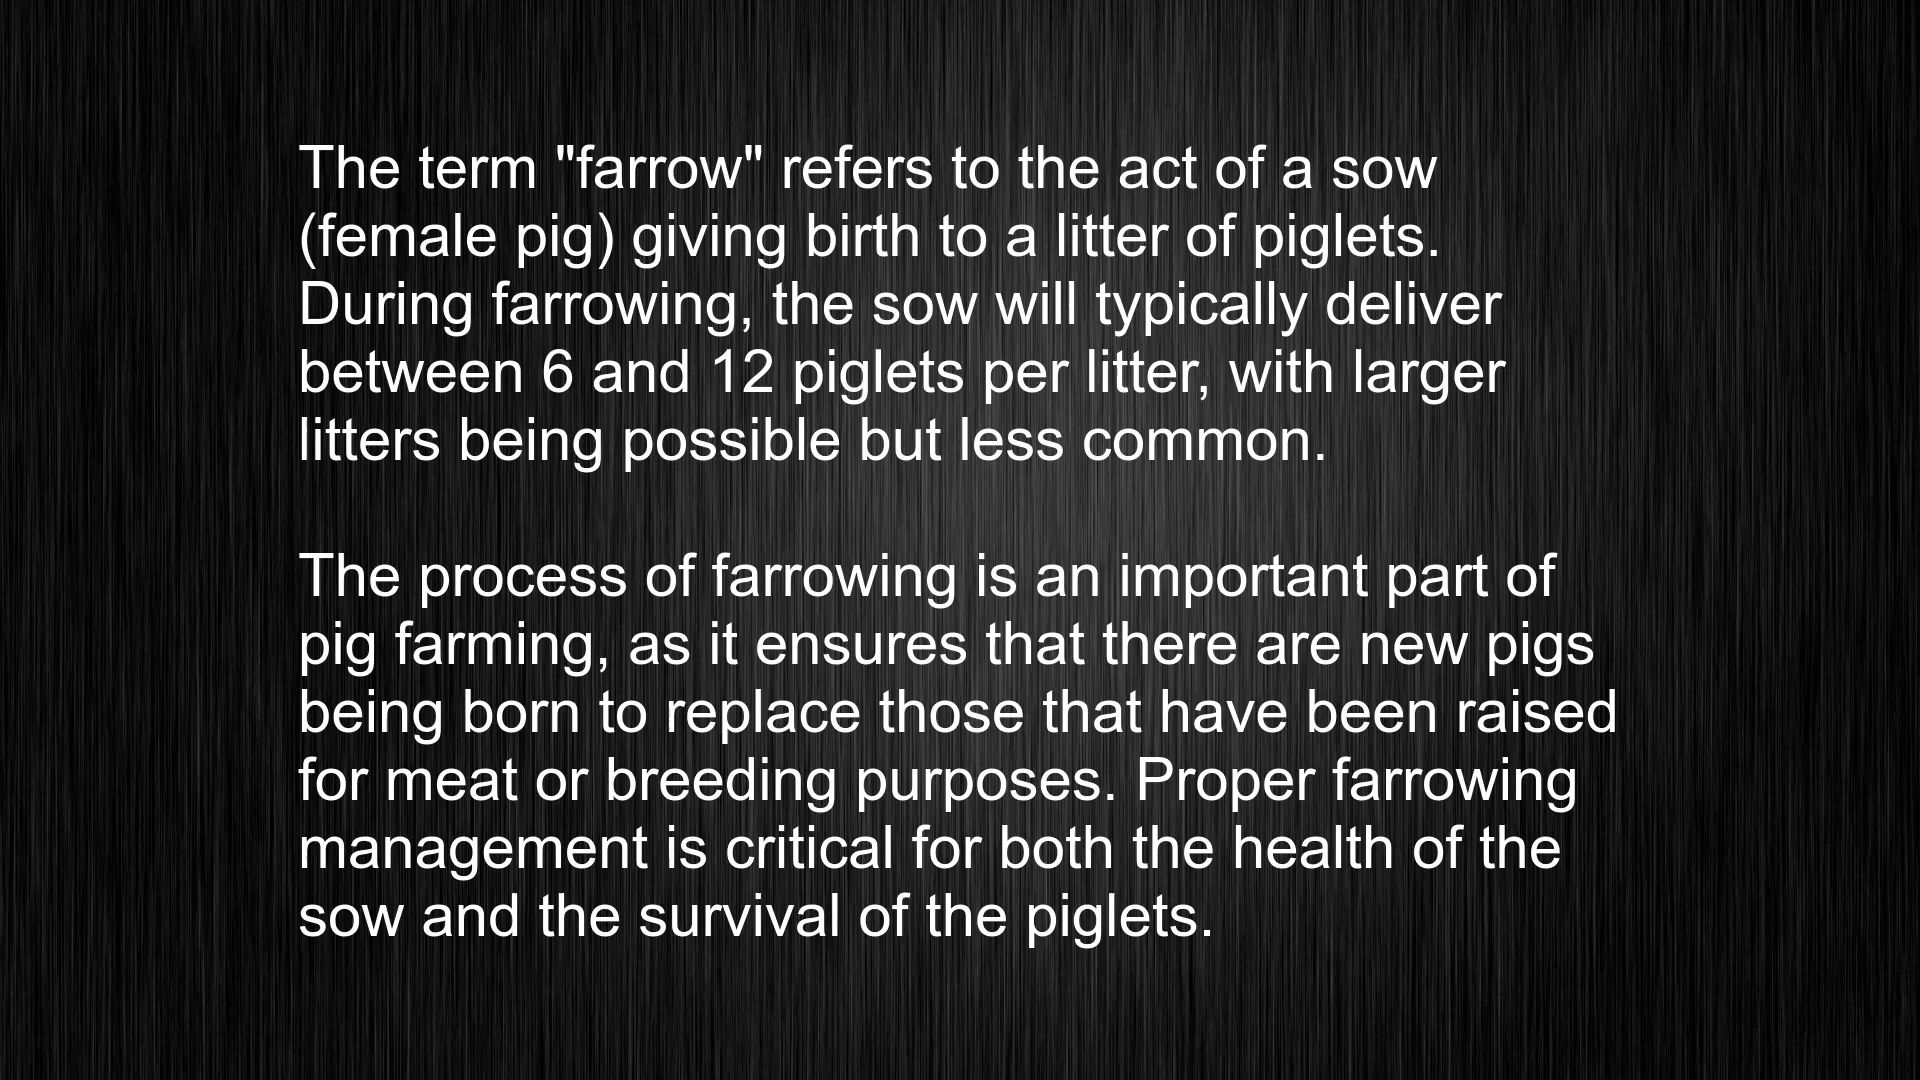 The term "farrow" refers to the act of a sow
(female pig) giving birth to a litter of piglets.
During farrowing, the sow will typically deliver
between 6 and 12 piglets per litter, with larger
litters being possible but less common.
The process of farrowing is an important part of
pig farming, as it ensures that there are new pigs
being born to replace those that have been raised
for meat or breeding purposes. Proper farrowing
management is critical for both the health of the
sow and the survival of the piglets.